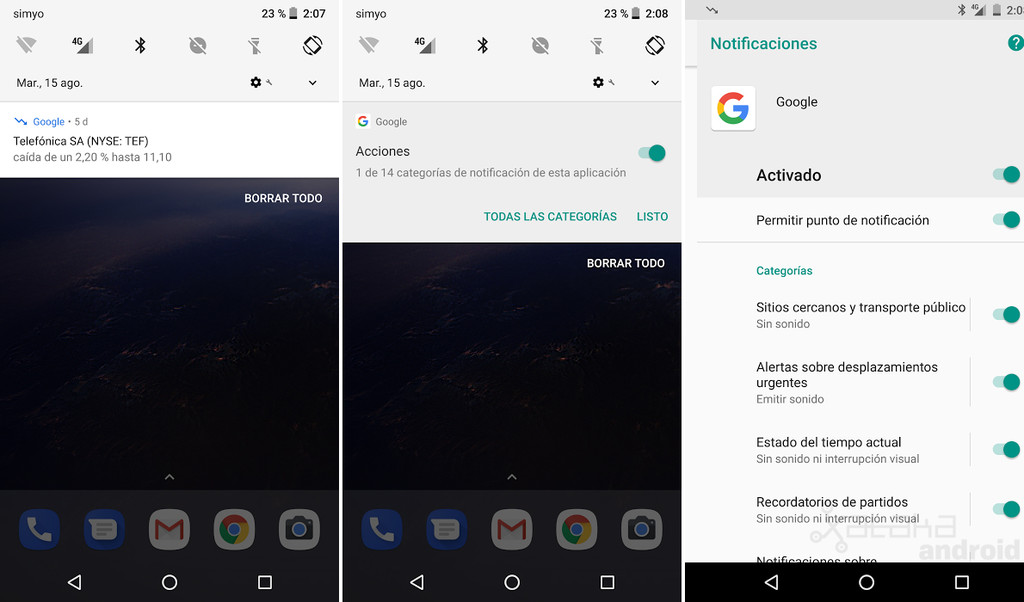 simyo 23 % 2:07
4G
Mar., 15 ago.
Google • 5 d
Telefónica SA (NYSE: TEF)
caída de un 2,20 % hasta 11,10
BORRAR TODO
simyo 23 % 2:08
4G
Mar., 15 ago.
Google
Acciones
1 de 14 categorías de notificación de esta aplicación
TODAS LAS CATEGORÍAS LISTO
BORRAR TODO
4G 2:0
Notificaciones ?
Google
Activado
Permitir punto de notificación
Categorías
Sitios cercanos y transporte público
Sin sonido
Alertas sobre desplazamientos
urgentes
Emitir sonido
Estado del tiempo actual
Sin sonido ni interrupción visual
Recordatorios de partidos
Sin sonido ni interrupción visual
Notificaciones sobre
Xataka
android